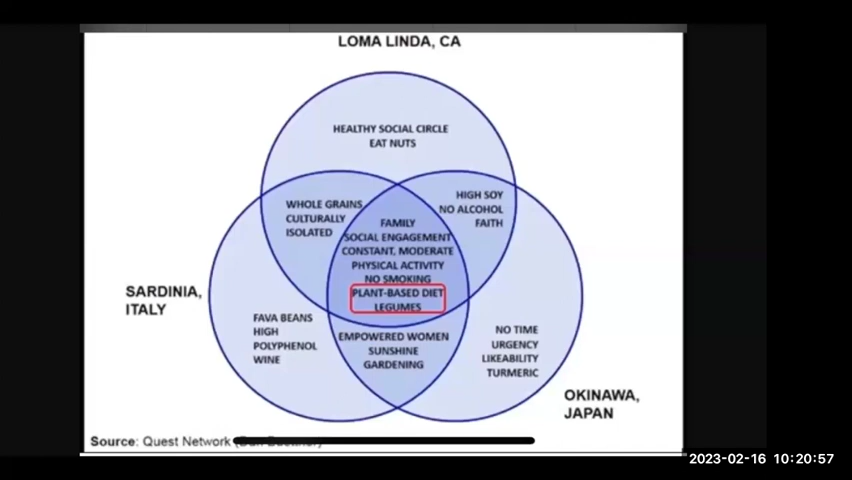 LOMA LINDA, CA
HEALTHY SOCIAL CIRCLE
EAT NUTS
WHOLE GRAINS
CULTURALLY
ISOLATED
HIGH SOY
NO ALCOHOL
FAITH
FAMILY
SOCIAL ENGAGEMENT
CONSTANT, MODERATE
PHYSICAL ACTIVITY
NO SMOKING
PLANT-BASED DIET
LEGUMES
SARDINIA,
ITALY
FAVA BEANS
HIGH
POLYPHENOL
WINE
EMPOWERED WOMEN
SUNSHINE
GARDENING
NO TIME
URGENCY
LIKEABILITY
TURMERIC
OKINAWA,
JAPAN
Source: Quest Network
2023-02-16 10:20:57